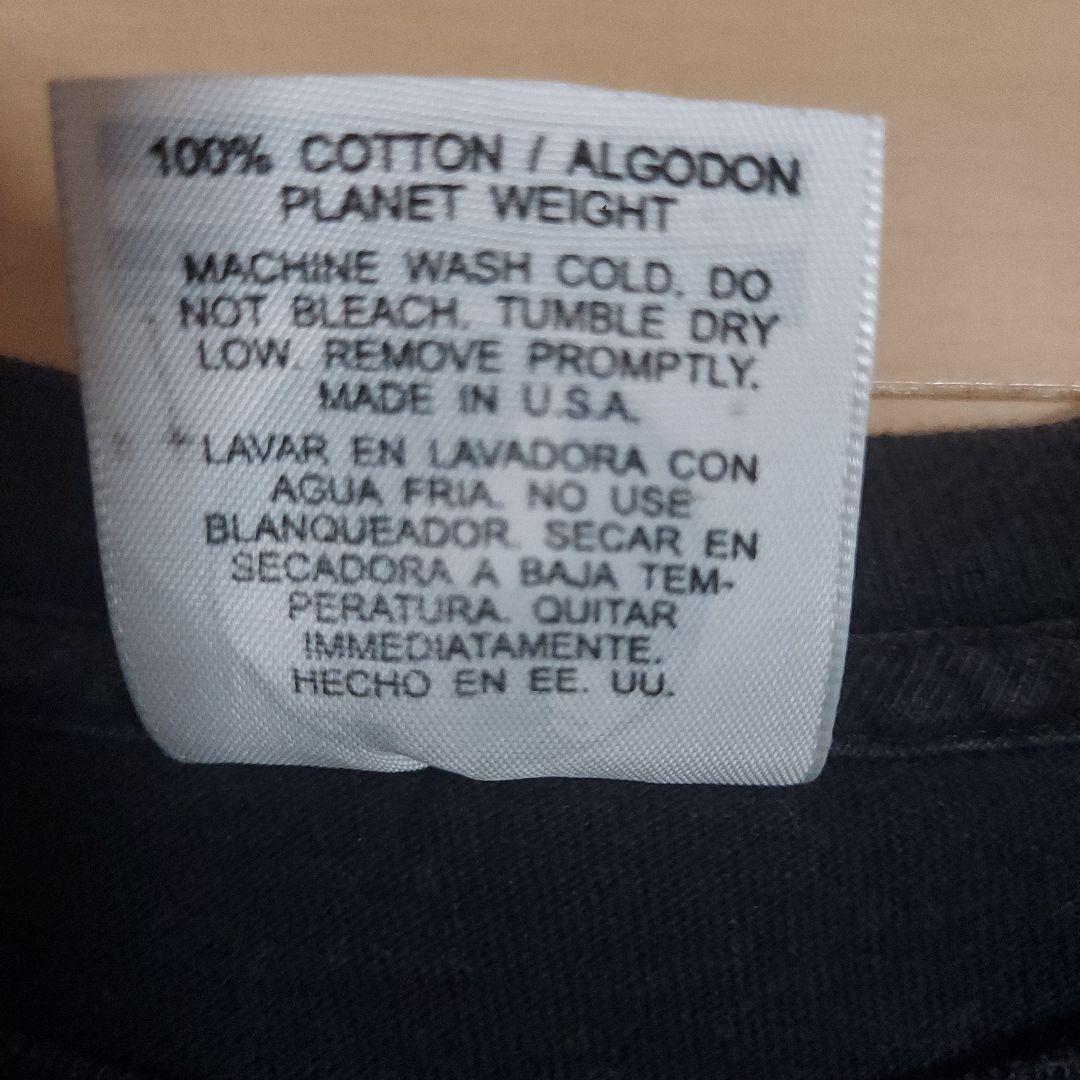 100% COTTON / ALGODON
PLANET WEIGHT
MACHINE WASH COLD. DO
NOT BLEACH. TUMBLE DRY
LOW. REMOVE PROMPTLY.
MADE IN U.S.A.
LAVAR EN LAVADORA CON
AGUA FRIA. NO USE
BLANQUEADOR. SECAR EN
SECADORA A BAJA TEM-
PERATURA. QUITAR
IMMEDIATAMENTE.
HECHO EN EE. UU.